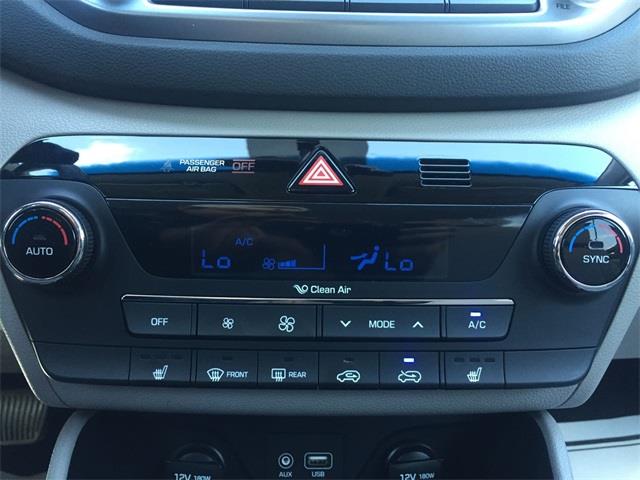 FILE
PASSENGER AIR BAG OFF
A/C
Lo Lo
AUTO
SYNC
Clean Air
OFF MODE A/C
FRONT REAR
12V 180W AUX USB 12V 180W